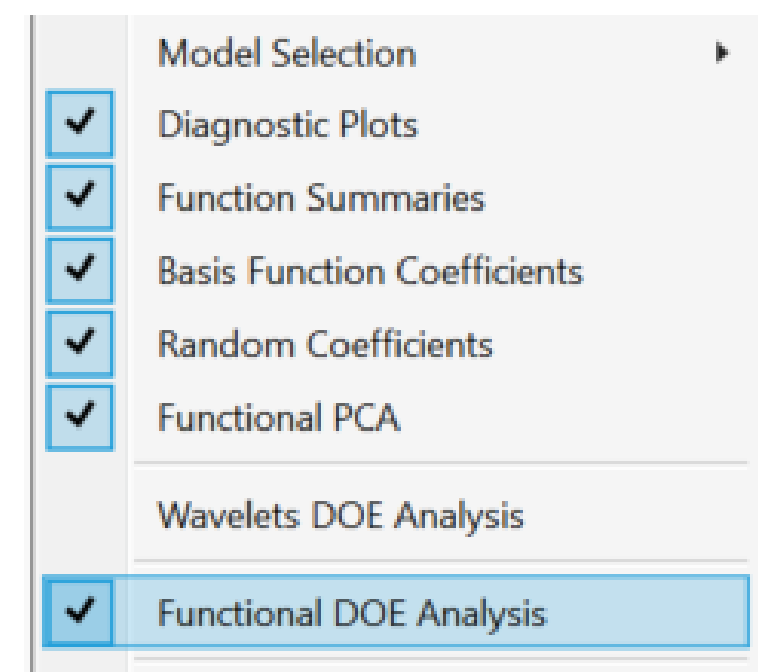 Model Selection
Diagnostic Plots
Function Summaries
Basis Function Coefficients
Random Coefficients
Functional PCA
Wavelets DOE Analysis
Functional DOE Analysis